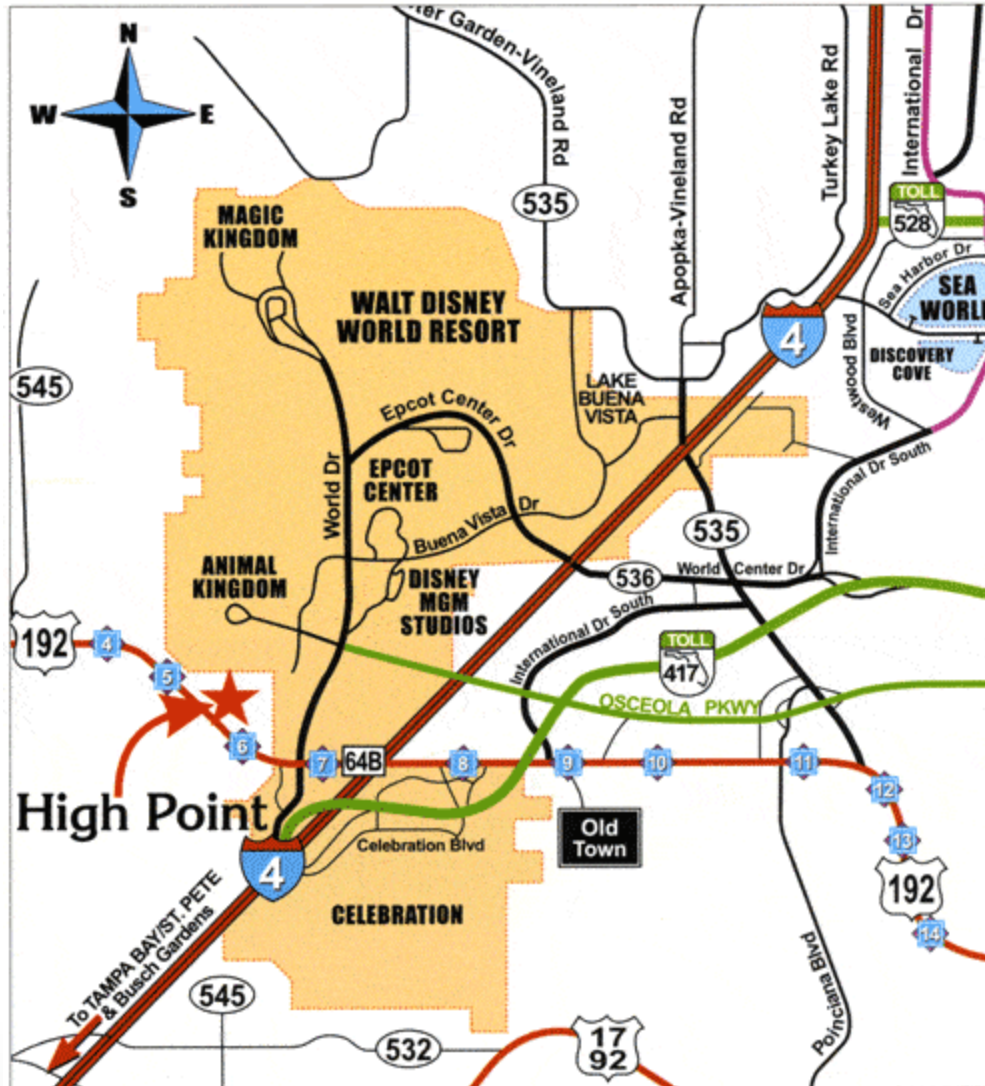 N
W
E
S
ter Garden-Vineland Rd
535
Apopka-Vineland Rd
Turkey Lake Rd
International Dr
International Dr
TOLL
528
Sea Harbor Dr
SEA
WORL
DISCOVERY
COVE
Westwood Blvd
4
MAGIC
KINGDOM
WALT DISNEY
WORLD RESORT
545
LAKE
BUENA
VISTA
Epcot Center Dr
World Dr
EPCOT
CENTER
Buena Vista Dr
International Dr South
535
ANIMAL
KINGDOM
DISNEY
MGM
STUDIOS
536
World Center Dr
International Dr South
TOLL
417
OSCEOLA PKWY
192
4
5
6
7
64B
8
9
10
11
12
13
192
14
High Point
Old
Town
Celebration Blvd
4
CELEBRATION
To TAMPA BAY/ST. PETE
& Busch Gardens
545
532
17
92
Poinciana Blvd